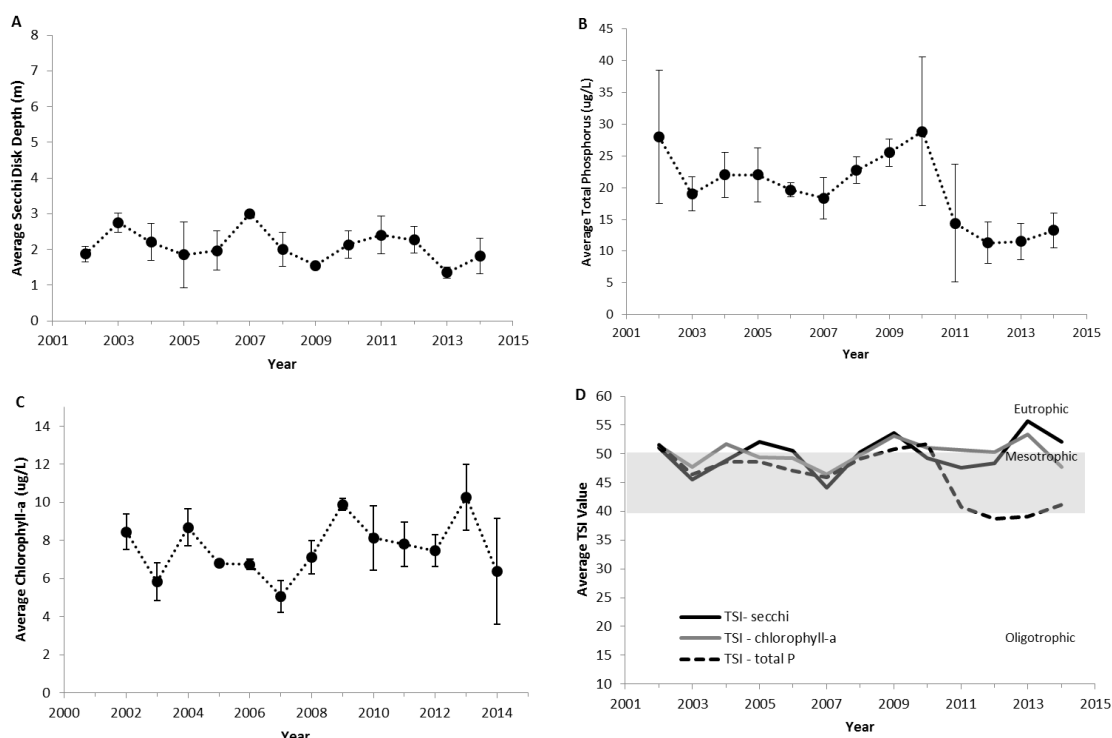 A
Average Secchi Disk Depth (m)
8
7
6
5
4
3
2
1
0
2001 2003 2005 2007 2009 2011 2013 2015
Year
B
Average Total Phosphorus (ug/L)
45
40
35
30
25
20
15
10
5
0
2001 2003 2005 2007 2009 2011 2013 2015
Year
C
Average Chlorophyll-a (ug/L)
14
12
10
8
6
4
2
0
2000 2002 2004 2006 2008 2010 2012 2014
Year
D
Average TSI Value
60
55
50
45
40
35
30
25
20
15
10
Eutrophic
Mesotrophic
Oligotrophic
TSI- secchi
TSI - chlorophyll-a
TSI - total P
2001 2003 2005 2007 2009 2011 2013 2015
Year